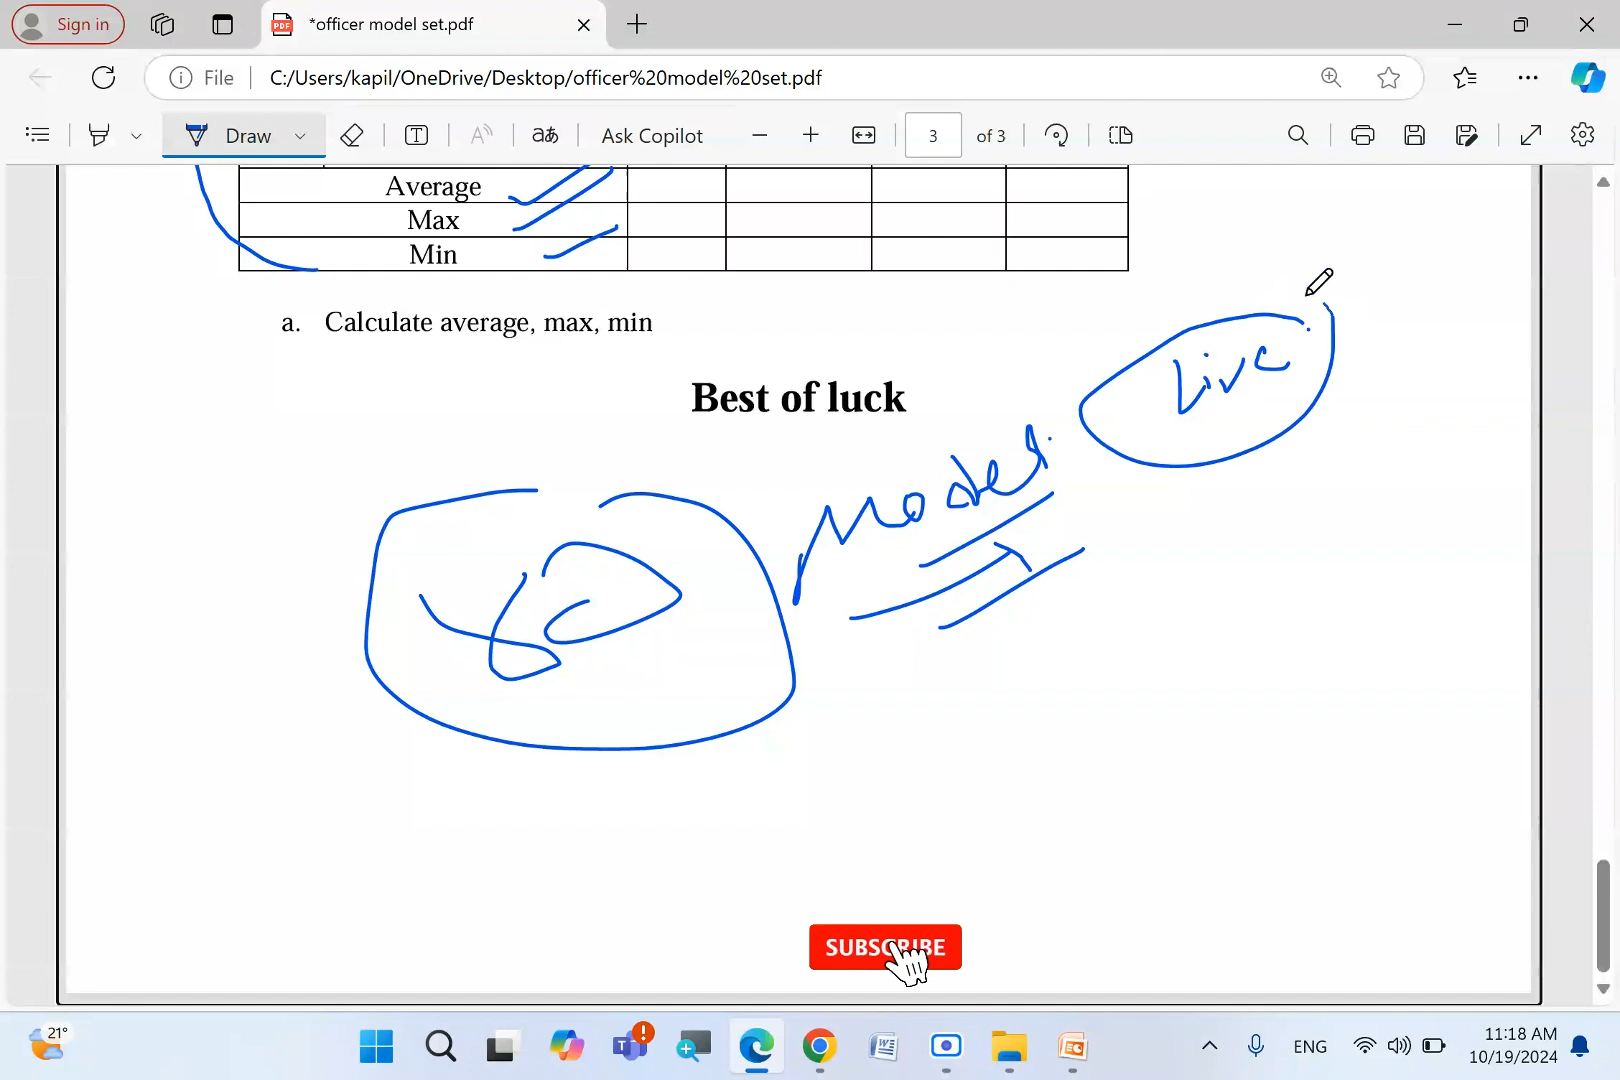 Sign in
*officer model set.pdf
File
C:/Users/kapil/OneDrive/Desktop/officer%20model%20set.pdf
Draw
aあ
Ask Copilot
3 of 3
Average
Max
Min
a. Calculate average, max, min
Best of luck
Live
Model
SUBSCRIBE
21°
ENG
11:18 AM
10/19/2024